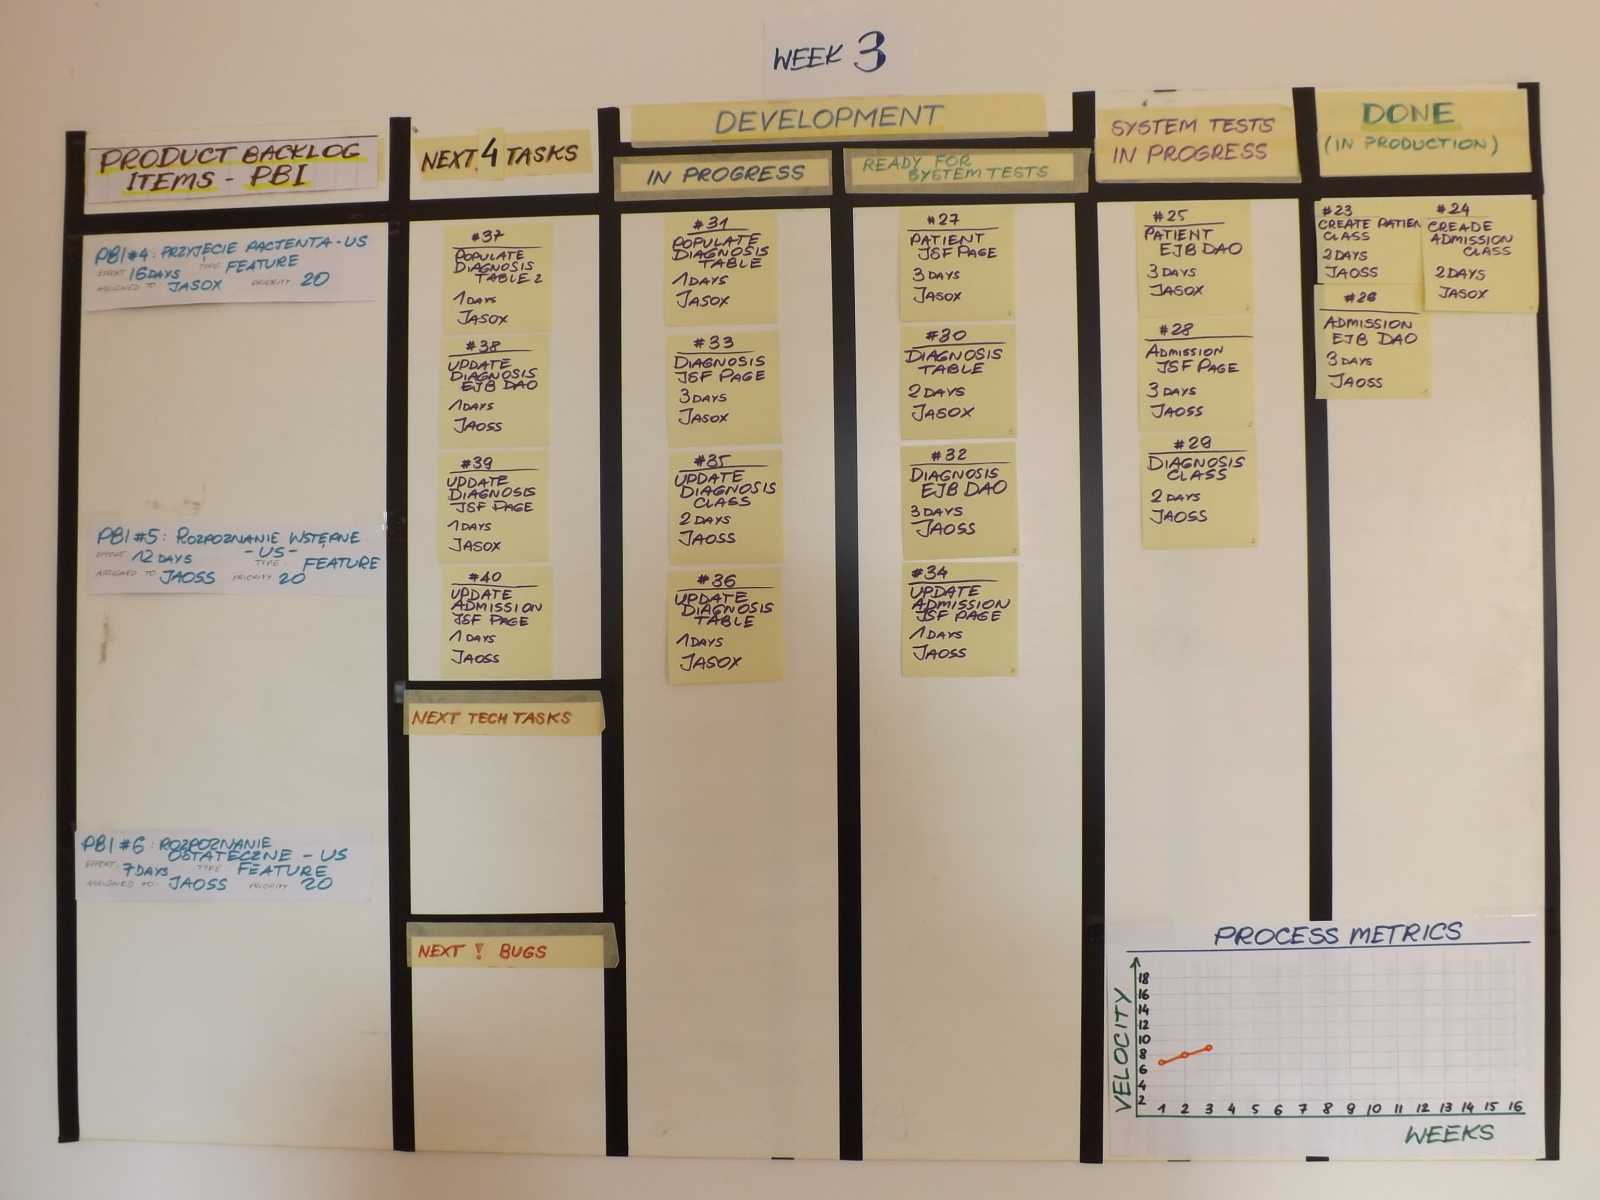 WEEK 3
PRODUCT BACKLOG
ITEMS - PBI
NEXT 4 TASKS
DEVELOPMENT
IN PROGRESS
READY FOR
SYSTEM TESTS
SYSTEM TESTS
IN PROGRESS
DONE
(IN PRODUCTION)
PBI #4: PRZYJĘCIE PACJENTA - US
EFFORT: 16 DAYS TYPE: FEATURE
ASSIGNED TO: JASOX PRIORITY 20
PBI #5: ROZPOZNANIE WSTĘPNE
- US -
EFFORT: 12 DAYS TYPE: FEATURE
ASSIGNED TO: JAOSS PRIORITY 20
PBI #6: ROZPOZNANIE
OSTATECZNE - US
EFFORT: 7 DAYS TYPE FEATURE
ASSIGNED TO: JAOSS PRIORITY 20
#37
POPULATE
DIAGNOSIS
TABLE 2
1 DAYS
JASOX
#38
UPDATE
DIAGNOSIS
EJB DAO
1 DAYS
JAOSS
#39
UPDATE
DIAGNOSIS
JSF PAGE
1 DAYS
JASOX
#40
UPDATE
ADMISSION
JSF PAGE
1 DAYS
JAOSS
NEXT TECH TASKS
NEXT ! BUGS
#31
POPULATE
DIAGNOSIS
TABLE
1 DAYS
JASOX
#33
DIAGNOSIS
JSF PAGE
3 DAYS
JASOX
#35
UPDATE
DIAGNOSIS
CLASS
2 DAYS
JAOSS
#36
UPDATE
DIAGNOSIS
TABLE
1 DAYS
JASOX
#27
PATIENT
JSF PAGE
3 DAYS
JASOX
#30
DIAGNOSIS
TABLE
2 DAYS
JASOX
#32
DIAGNOSIS
EJB DAO
3 DAYS
JAOSS
#34
UPDATE
ADMISSION
JSF PAGE
1 DAYS
JAOSS
#25
PATIENT
EJB DAO
3 DAYS
JASOX
#28
ADMISSION
JSF PAGE
3 DAYS
JAOSS
#29
DIAGNOSIS
CLASS
2 DAYS
JAOSS
#23
CREATE PATIEN
CLASS
2 DAYS
JAOSS
#24
CREADE
ADMISSION
CLASS
2 DAYS
JASOX
#26
ADMISSION
EJB DAO
3 DAYS
JAOSS
PROCESS METRICS
VELOCITY
18
16
14
12
10
8
6
4
2
1 2 3 4 5 6 7 8 9 10 11 12 13 14 15 16
WEEKS